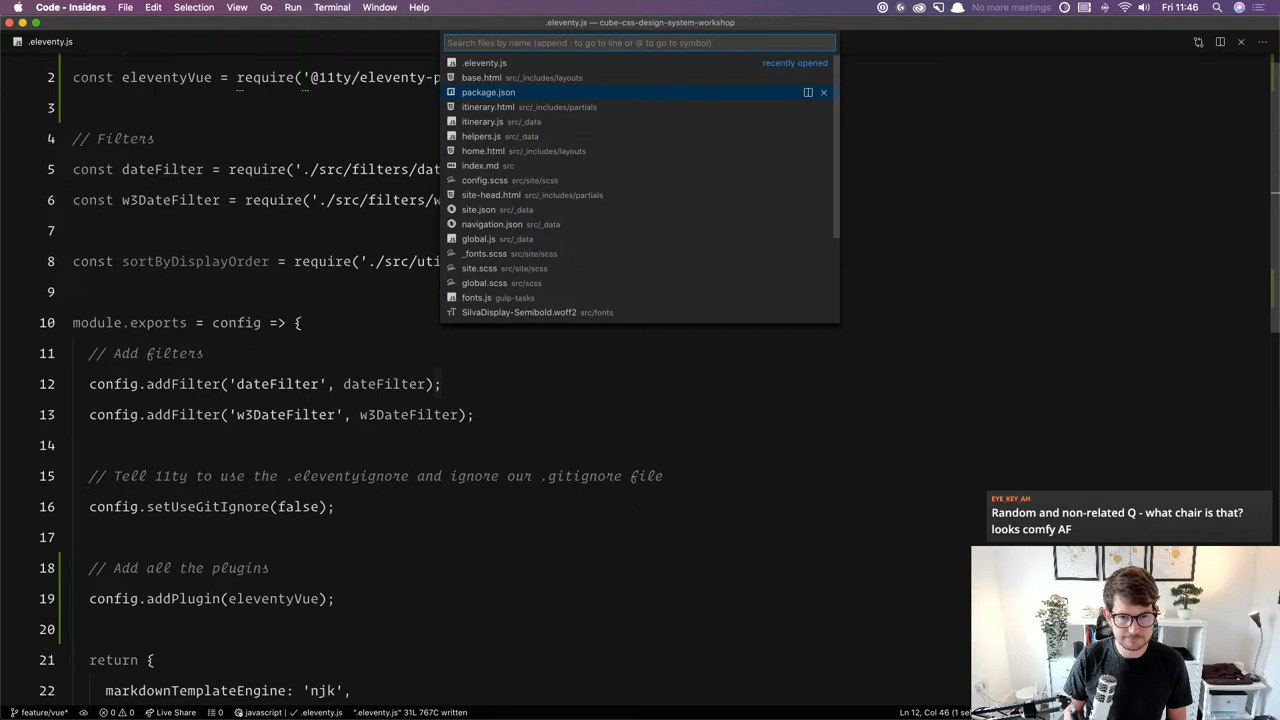 Code - Insiders File Edit Selection View Go Run Terminal Window Help No more meetings Fri 11:46
.eleventy.js — cube-css-design-system-workshop
.eleventy.js
Search files by name (append : to go to line or @ to go to symbol)
.eleventy.js recently opened
base.html src/_includes/layouts
package.json
itinerary.html src/_includes/partials
itinerary.js src/_data
helpers.js src/_data
home.html src/_includes/layouts
index.md src
config.scss src/site/scss
site-head.html src/_includes/partials
site.json src/_data
navigation.json src/_data
global.js src/_data
_fonts.scss src/site/scss
site.scss src/site/scss
global.scss src/scss
fonts.js gulp-tasks
SilvaDisplay-Semibold.woff2 src/fonts
2 const eleventyVue = require('@11ty/eleventy-p
3
4 // Filters
5 const dateFilter = require('./src/filters/dat
6 const w3DateFilter = require('./src/filters/w
7
8 const sortByDisplayOrder = require('./src/uti
9
10 module.exports = config => {
11 // Add filters
12 config.addFilter('dateFilter', dateFilter);
13 config.addFilter('w3DateFilter', w3DateFilter);
14
15 // Tell 11ty to use the .eleventyignore and ignore our .gitignore file
16 config.setUseGitIgnore(false);
17
18 // Add all the plugins
19 config.addPlugin(eleventyVue);
20
21 return {
22 markdownTemplateEngine: 'njk',
EYE_KEY_AH
Random and non-related Q - what chair is that?
looks comfy AF
feature/vue* 0 0 Live Share 0 javascript | ✓ .eleventy.js ".eleventy.js" 31L 767C written Ln 12, Col 46 (1 se